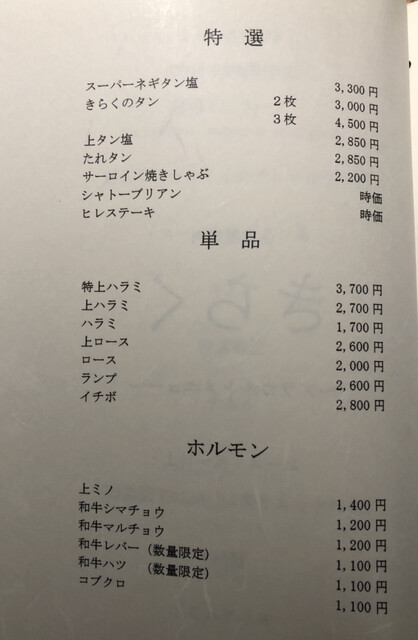 特 選
スーパーネギタン塩 3,300円
きらくのタン 2枚 3,000円
3枚 4,500円
上タン塩 2,850円
たれタン 2,850円
サーロイン焼きしゃぶ 2,200円
シャトーブリアン 時価
ヒレステーキ 時価
単 品
特上ハラミ 3,700円
上ハラミ 2,700円
ハラミ 1,700円
上ロース 2,600円
ロース 2,000円
ランプ 2,600円
イチボ 2,800円
ホルモン
上ミノ 1,400円
和牛シマチョウ 1,200円
和牛マルチョウ 1,200円
和牛レバー（数量限定） 1,100円
和牛ハツ （数量限定） 1,100円
コブクロ 1,100円